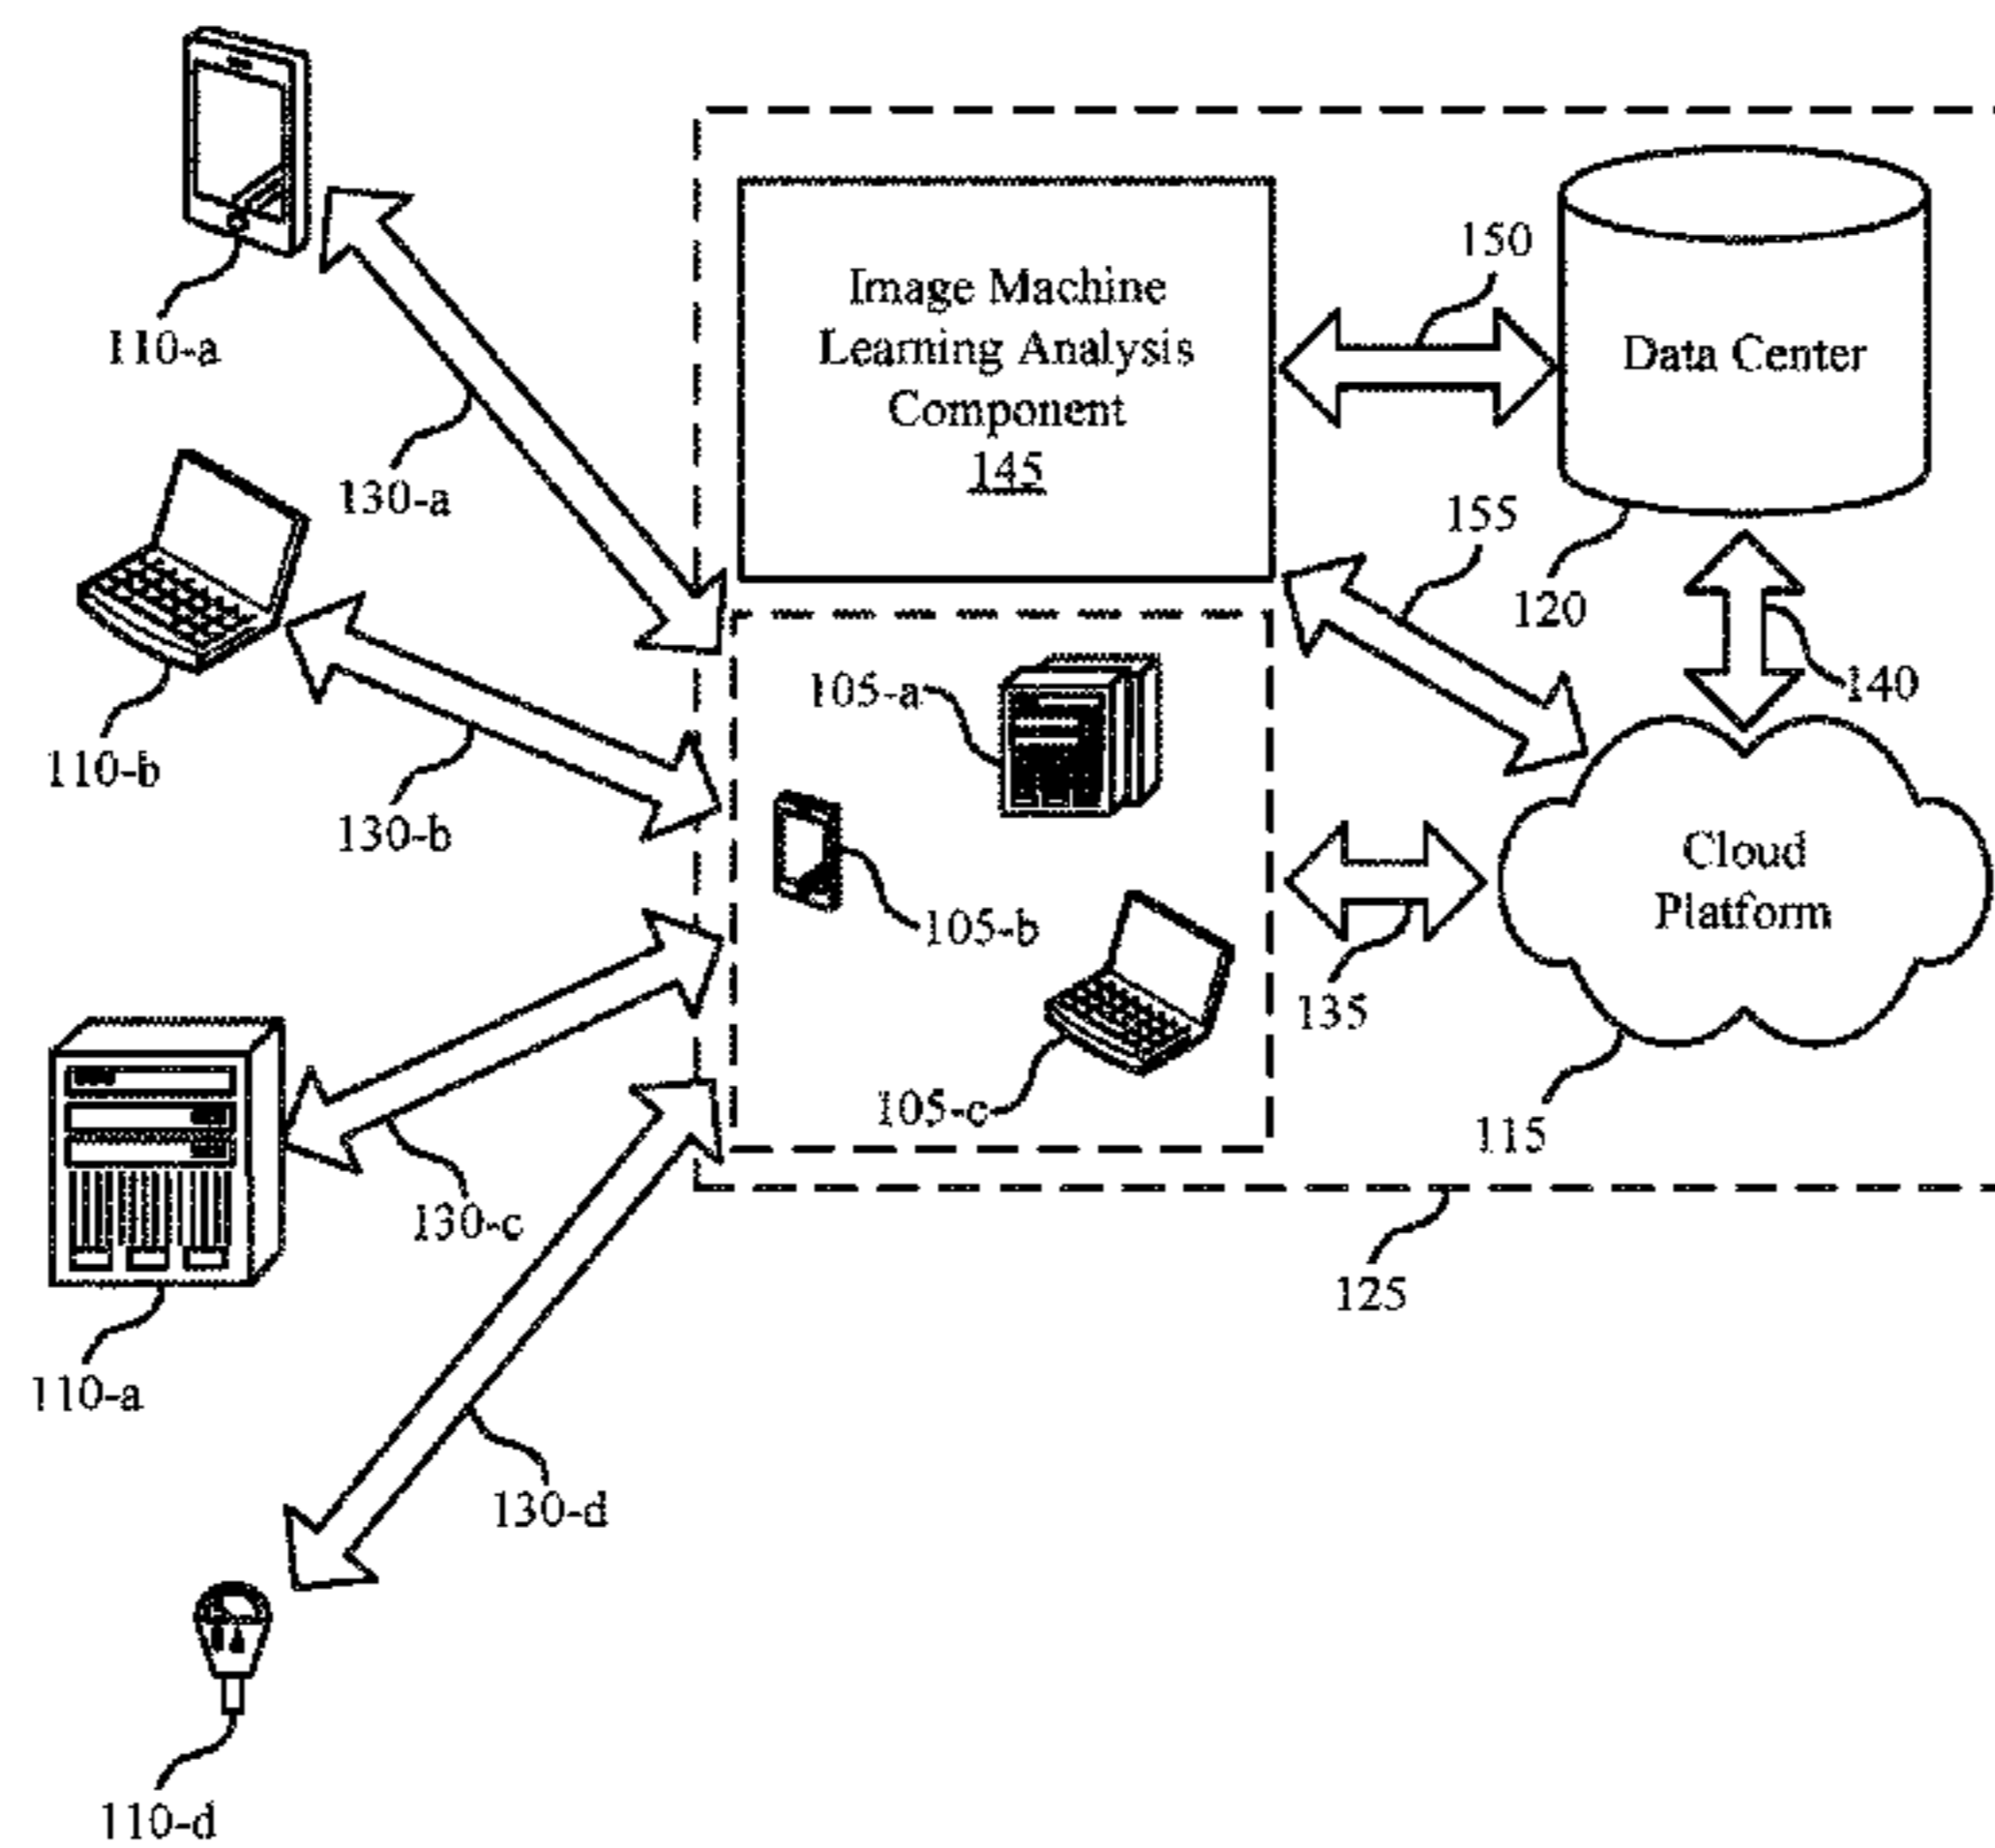 110-a
130-a
110-b
130-b
130-c
110-a
130-d
110-d
Image Machine
Learning Analysis
Component
145
150
Data Center
155
120
140
105-a
105-b
105-c
Cloud
Platform
135
115
125